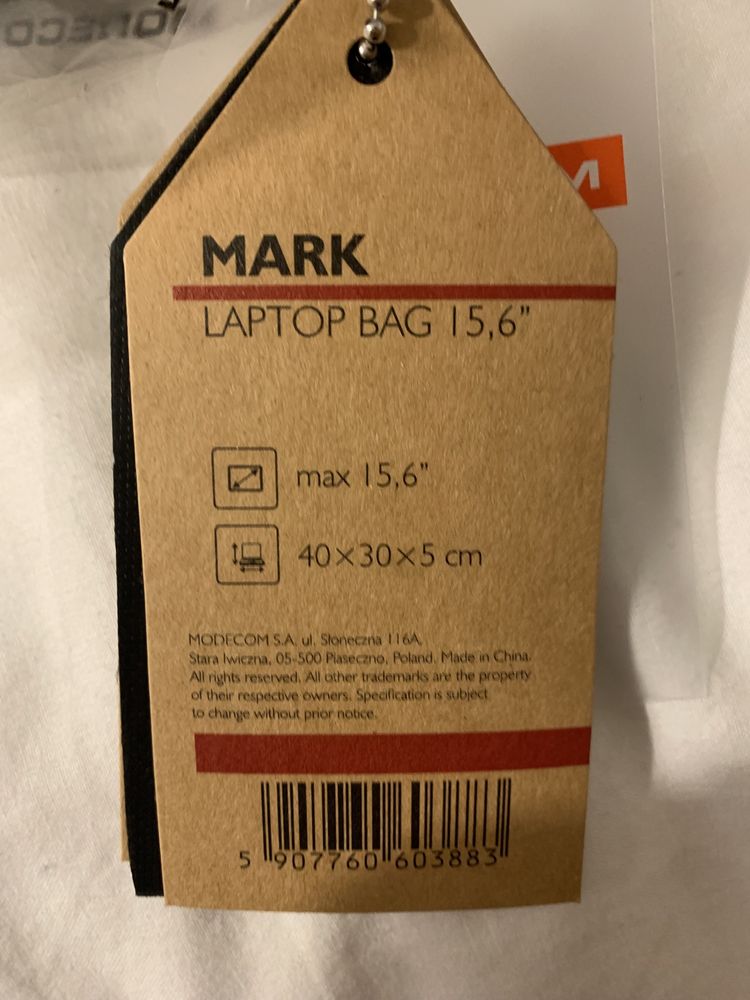 MARK
LAPTOP BAG 15,6”
max 15,6”
40×30×5 cm
MODECOM S.A. ul. Słoneczna 116A,
Stara Iwiczna, 05-500 Piaseczno, Poland. Made in China.
All rights reserved. All other trademarks are the property
of their respective owners. Specification is subject
to change without prior notice.
5 907760 603883